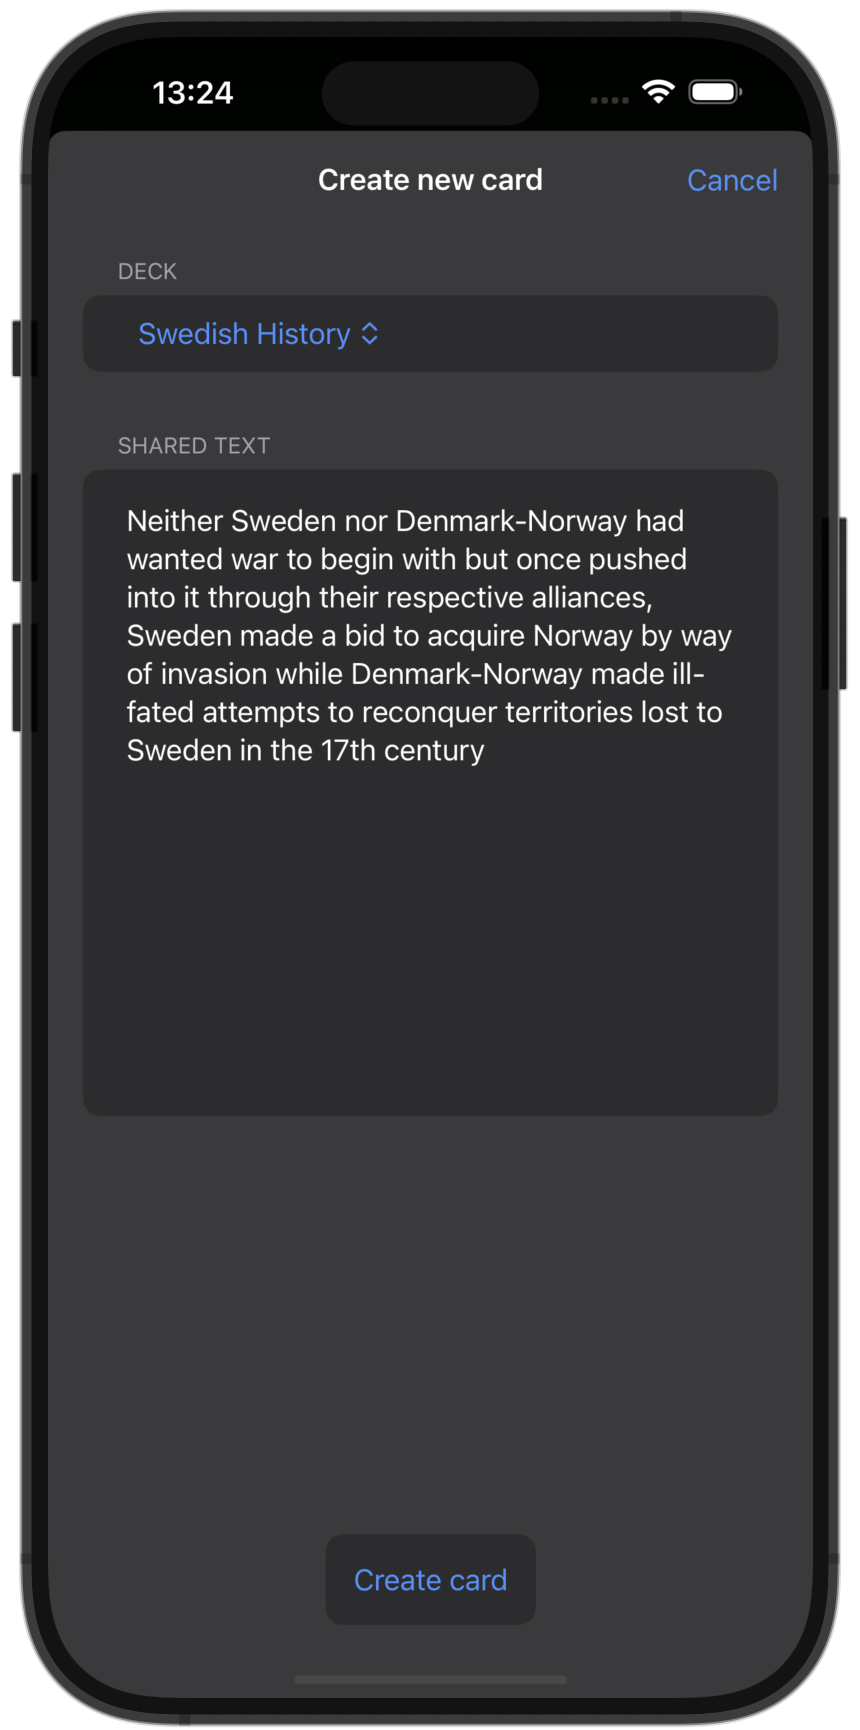 13:24
Create new card
Cancel
DECK
Swedish History
SHARED TEXT
Neither Sweden nor Denmark-Norway had
wanted war to begin with but once pushed
into it through their respective alliances,
Sweden made a bid to acquire Norway by way
of invasion while Denmark-Norway made ill-
fated attempts to reconquer territories lost to
Sweden in the 17th century
Create card